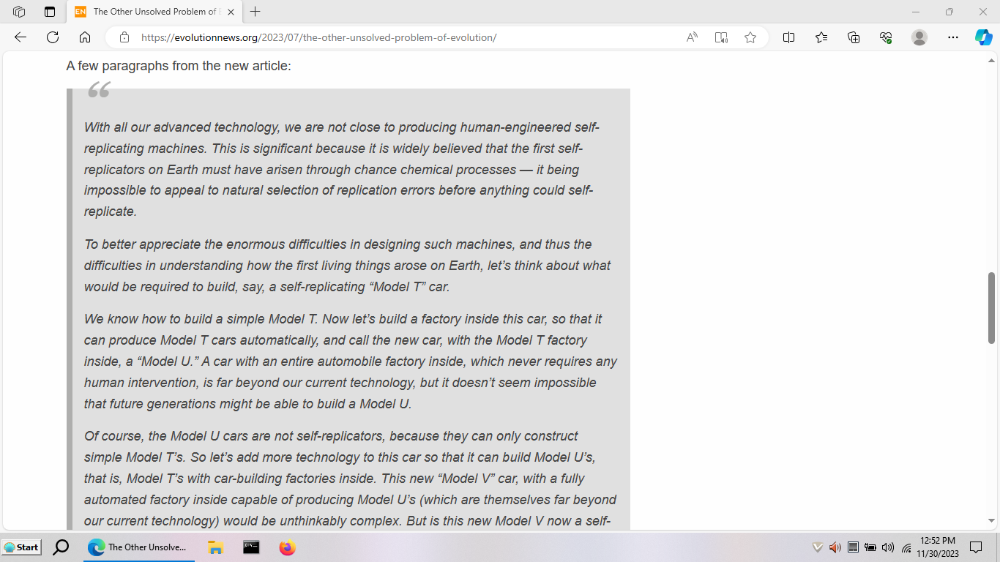 EN The Other Unsolved Problem of E
https://evolutionnews.org/2023/07/the-other-unsolved-problem-of-evolution/
A few paragraphs from the new article:
“
With all our advanced technology, we are not close to producing human-engineered self-
replicating machines. This is significant because it is widely believed that the first self-
replicators on Earth must have arisen through chance chemical processes — it being
impossible to appeal to natural selection of replication errors before anything could self-
replicate.
To better appreciate the enormous difficulties in designing such machines, and thus the
difficulties in understanding how the first living things arose on Earth, let’s think about what
would be required to build, say, a self-replicating “Model T” car.
We know how to build a simple Model T. Now let’s build a factory inside this car, so that it
can produce Model T cars automatically, and call the new car, with the Model T factory
inside, a “Model U.” A car with an entire automobile factory inside, which never requires any
human intervention, is far beyond our current technology, but it doesn’t seem impossible
that future generations might be able to build a Model U.
Of course, the Model U cars are not self-replicators, because they can only construct
simple Model T’s. So let’s add more technology to this car so that it can build Model U’s,
that is, Model T’s with car-building factories inside. This new “Model V” car, with a fully
automated factory inside capable of producing Model U’s (which are themselves far beyond
our current technology) would be unthinkably complex. But is this new Model V now a self-
Start
The Other Unsolve...
12:52 PM
11/30/2023